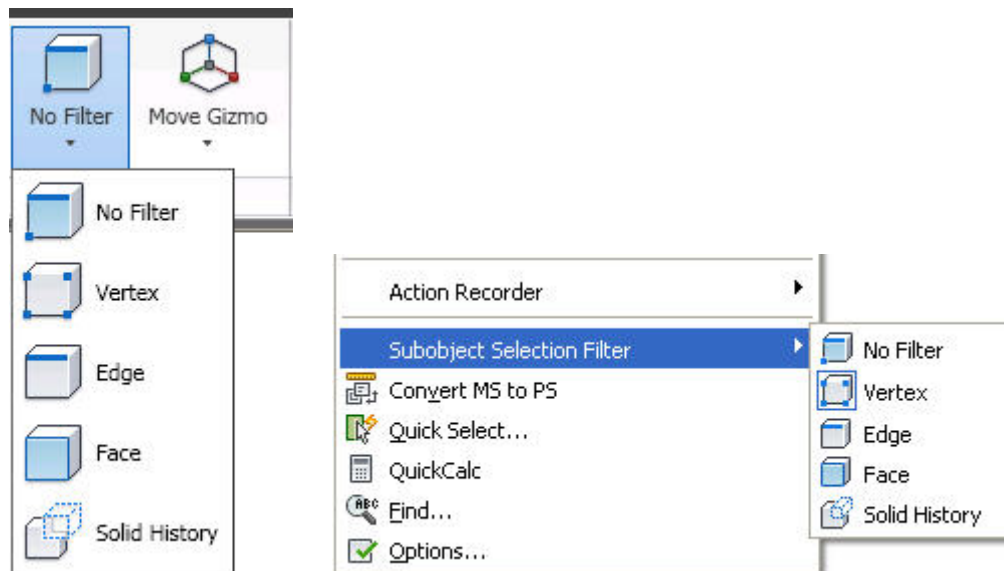 No Filter
Move Gizmo
No Filter
Vertex
Edge
Face
Solid History
Action Recorder
Subobject Selection Filter
Convert MS to PS
Quick Select...
QuickCalc
ABC
Find...
Options...
No Filter
Vertex
Edge
Face
Solid History